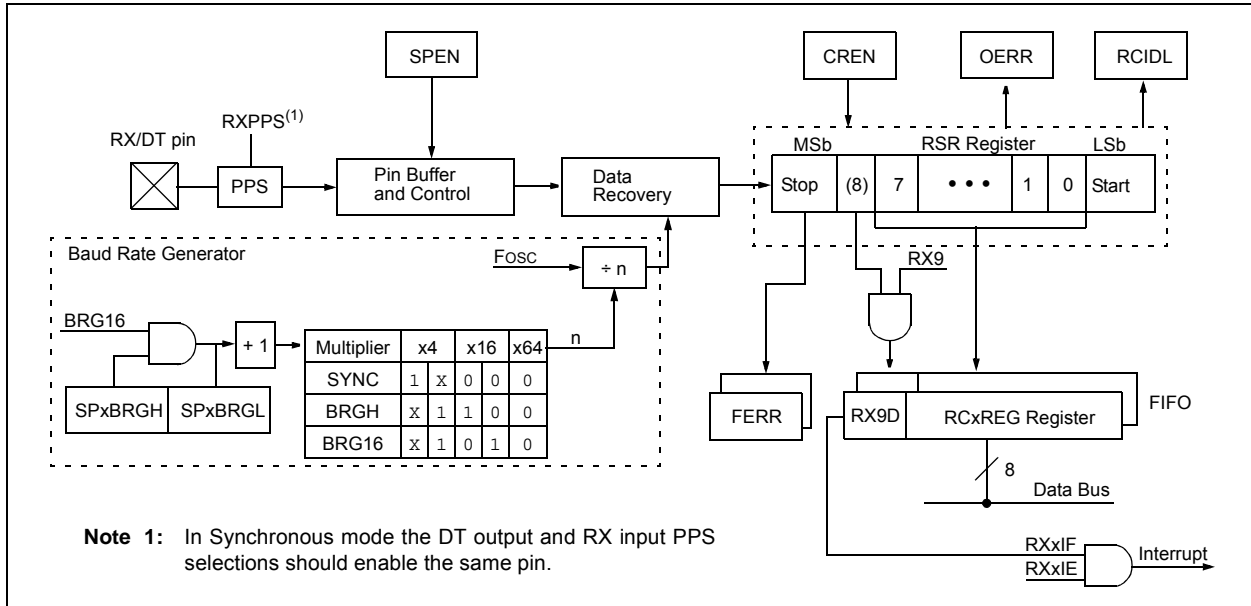 SPEN
CREN
OERR
RCIDL
RXPPS(1)
RX/DT pin
PPS
Pin Buffer
and Control
Data
Recovery
MSb
RSR Register
LSb
Stop
(8)
7
• • •
1
0
Start
Baud Rate Generator
FOSC
÷ n
RX9
BRG16
+ 1
n
Multiplier x4 x16 x64
SYNC 1 X 0 0 0
BRGH X 1 1 0 0
BRG16 X 1 0 1 0
SPxBRGH
SPxBRGL
FERR
RX9D
RCxREG Register
FIFO
8
Data Bus
RXxIF
RXxIE
Interrupt
Note 1: In Synchronous mode the DT output and RX input PPS
selections should enable the same pin.